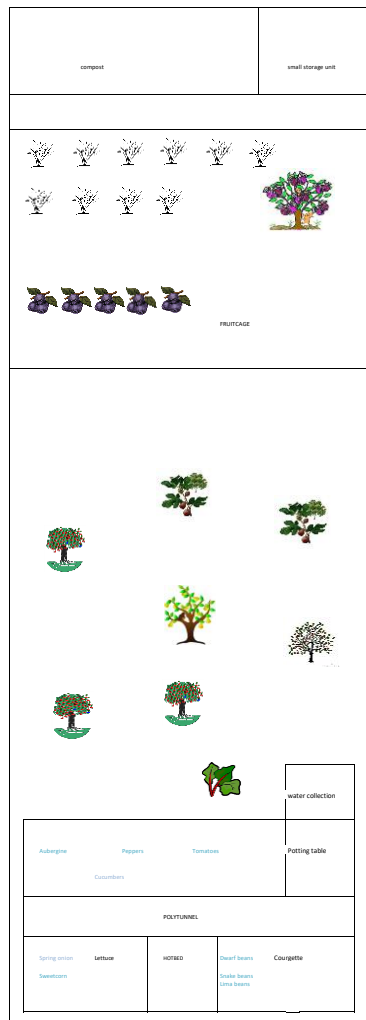 compost
small storage unit
FRUITCAGE
water collection
Aubergine
Peppers
Tomatoes
Potting table
Cucumbers
POLYTUNNEL
Spring onion
Lettuce
HOTBED
Dwarf beans
Courgette
Sweetcorn
Snake beans
Lima beans